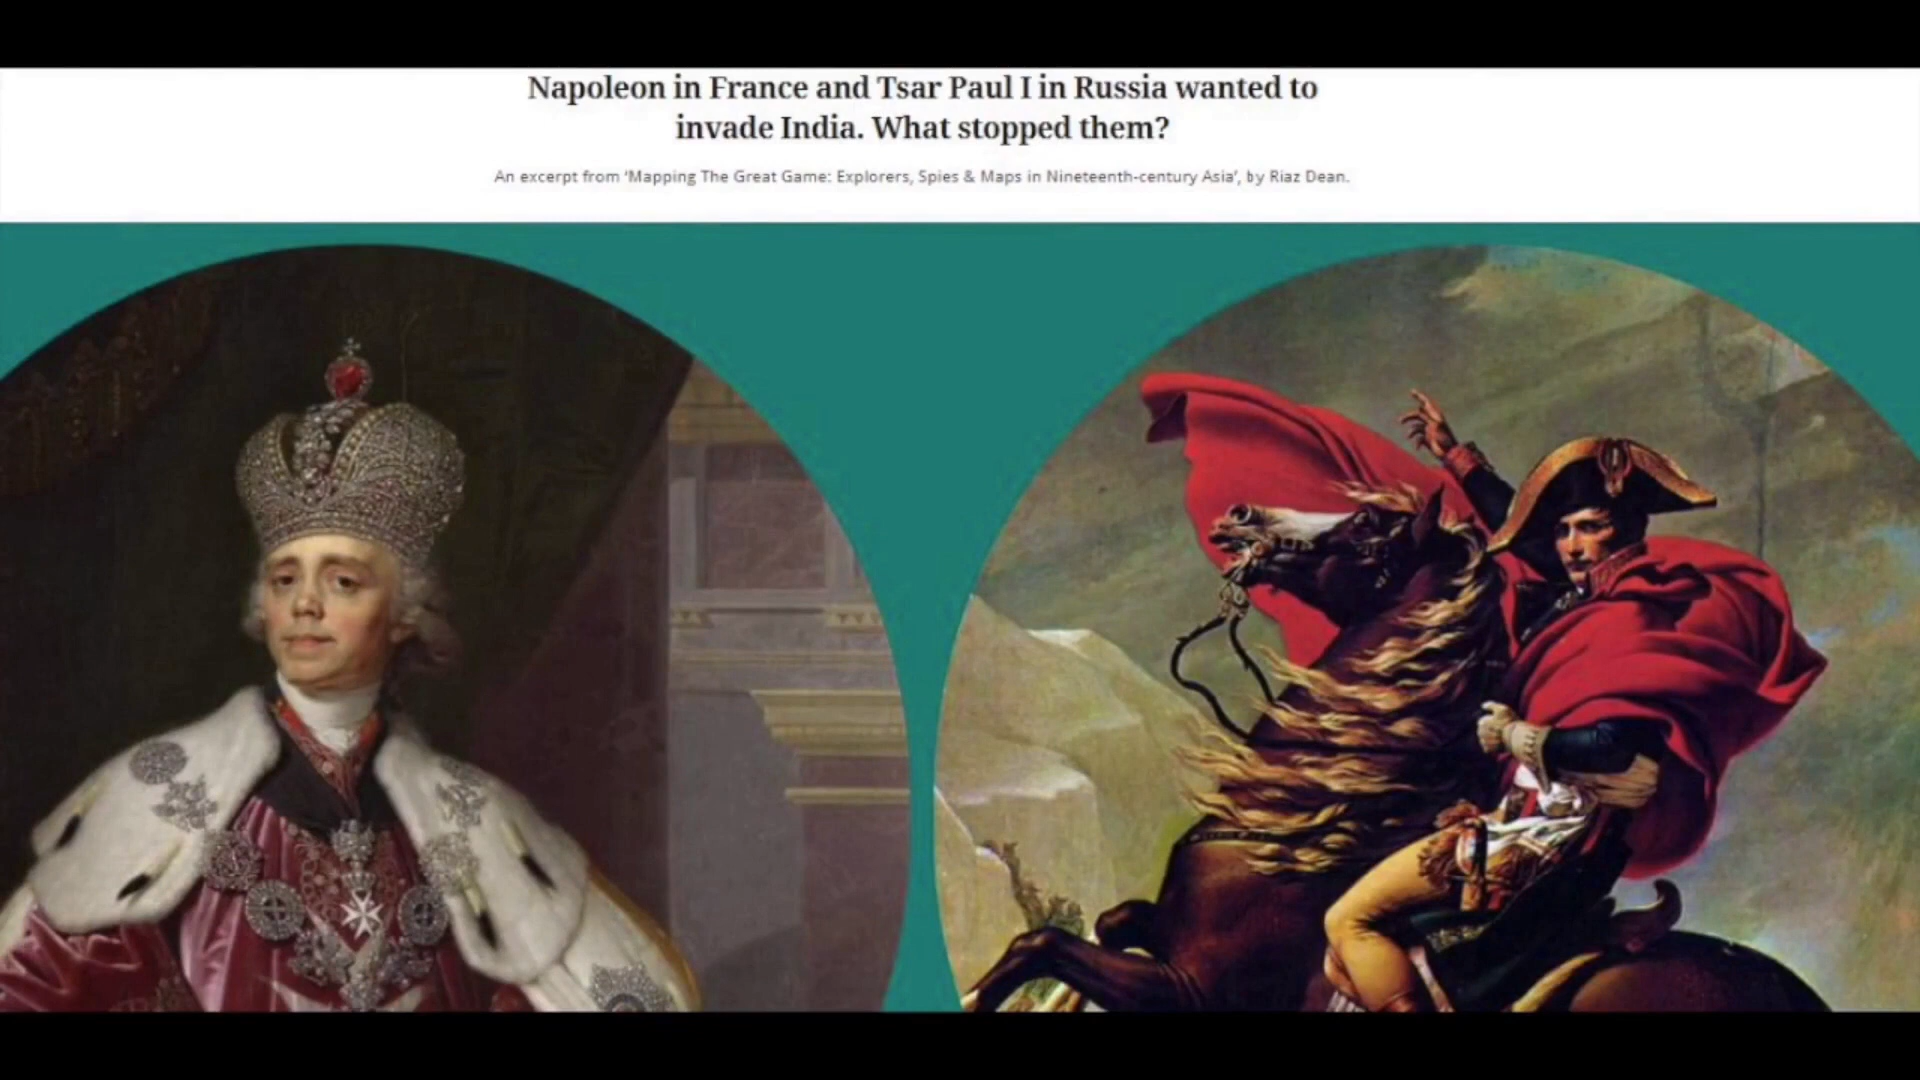 Napoleon in France and Tsar Paul I in Russia wanted to
invade India. What stopped them?
An excerpt from ‘Mapping The Great Game: Explorers, Spies & Maps in Nineteenth-century Asia’, by Riaz Dean.